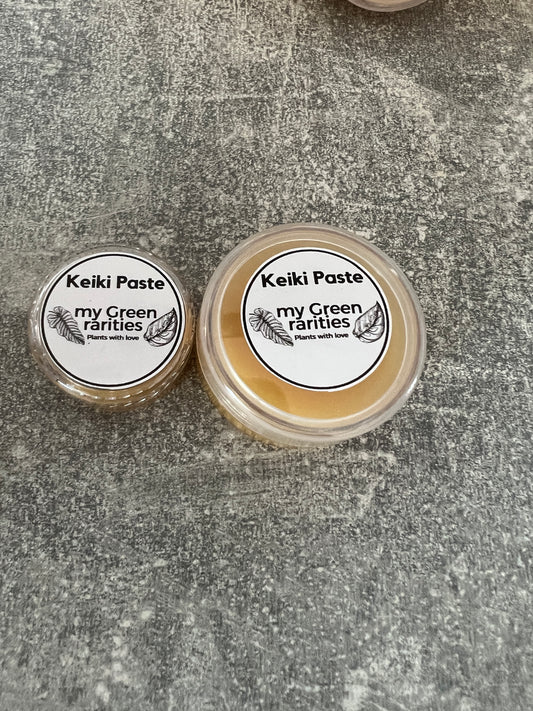 Keiki Paste
my Green
rarities
Plants with love
Keiki Paste
my Green
rarities
Plants with love